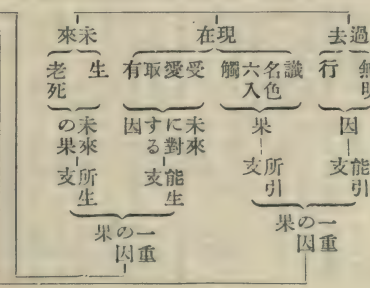 過去
無明
行
因
能引支
現在
識
名色
六入
觸
果
所引支
一重の因果
受
愛
取
有
未來に對する因
能生支
未來
生
老死
未來の果
所生支
一重の因果